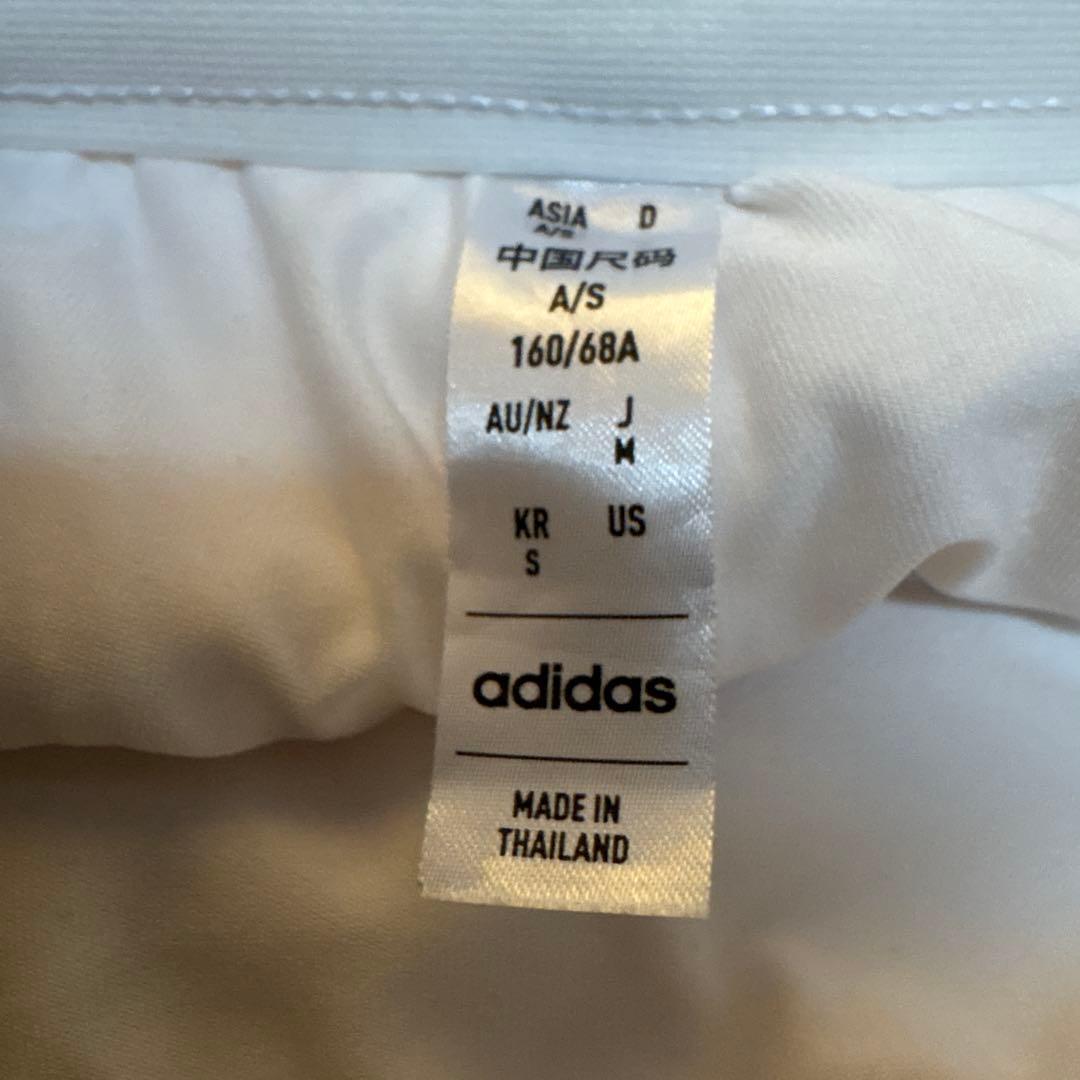 ASIA D
A/S
中国尺码
A/S
160/68A
AU/NZ J
M
KR US
S
adidas
MADE IN
THAILAND